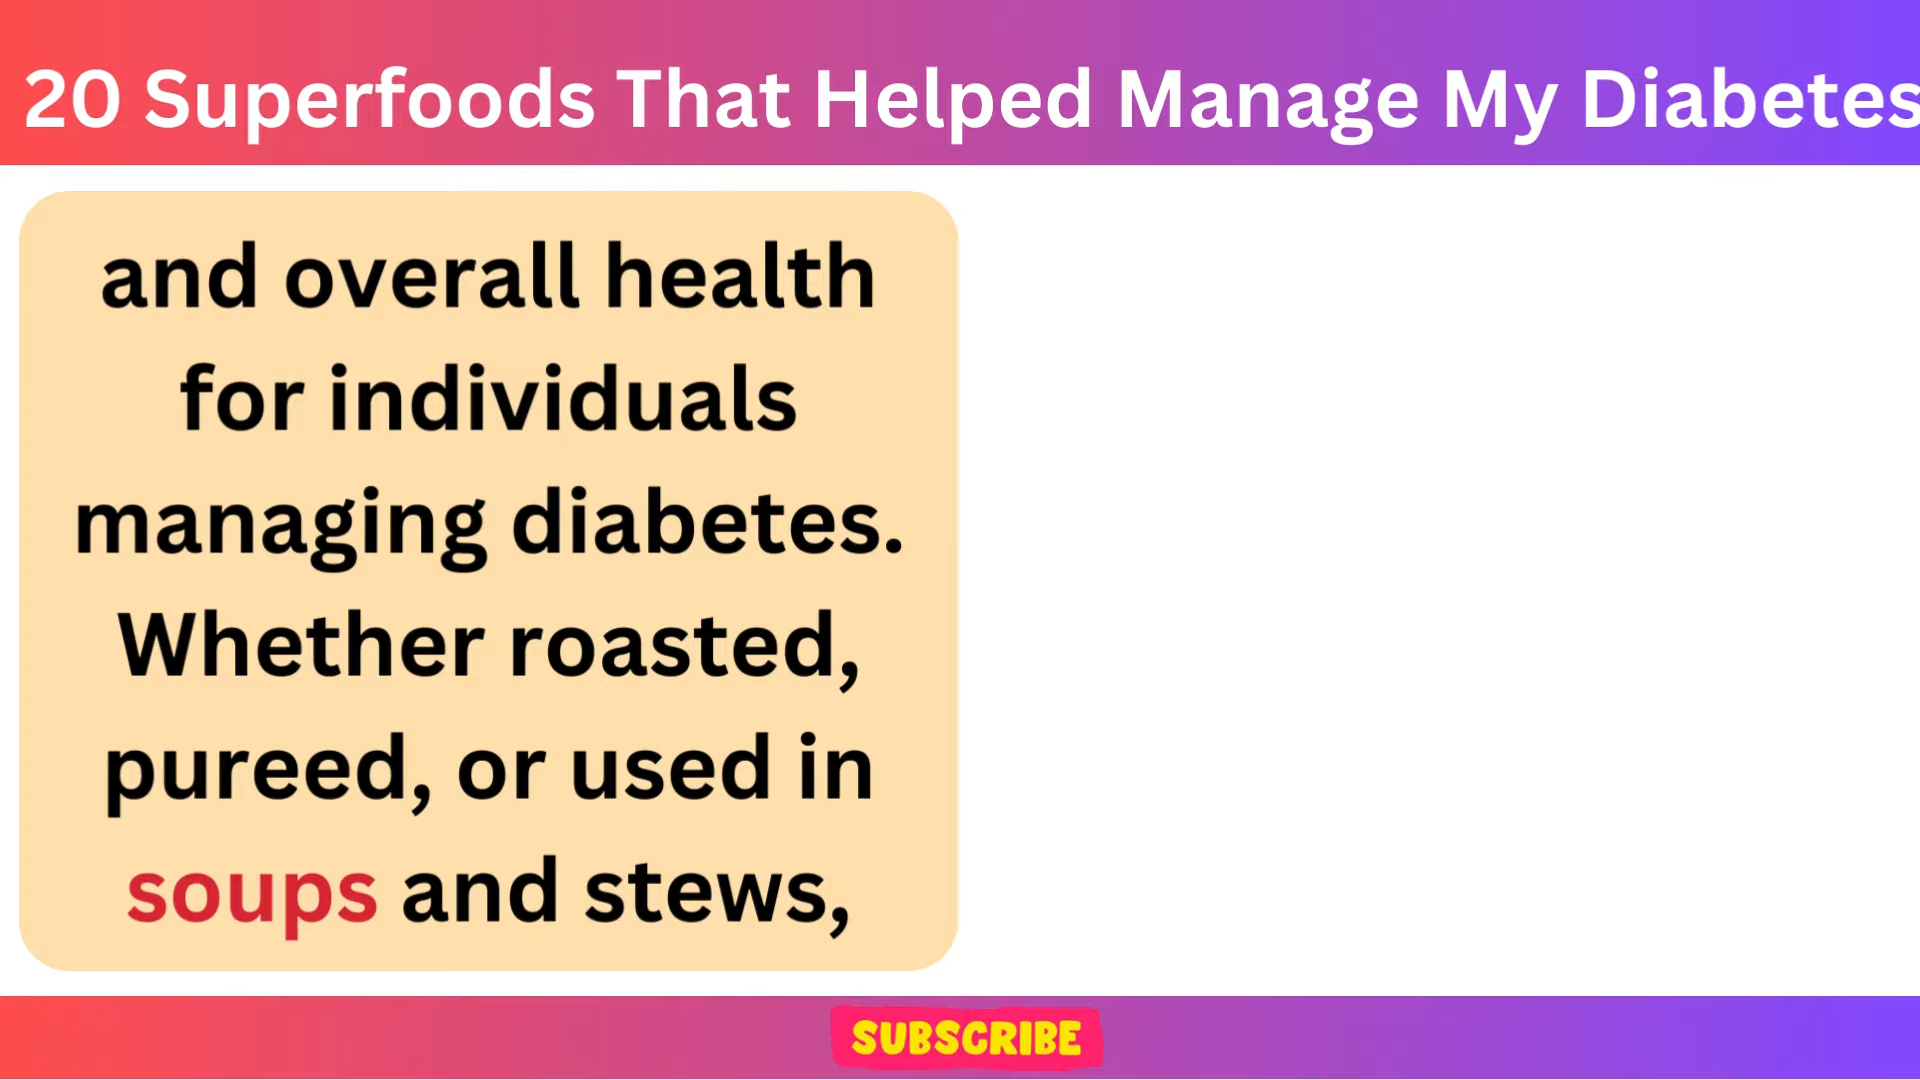 20 Superfoods That Helped Manage My Diabetes
and overall health
for individuals
managing diabetes.
Whether roasted,
pureed, or used in
soups and stews,
SUBSCRIBE